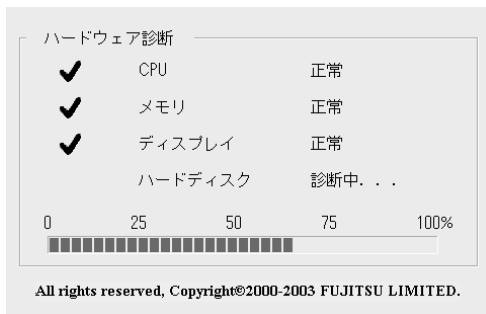 ハードウェア診断
CPU 正常
メモリ 正常
ディスプレイ 正常
ハードディスク 診断中. . .
0 25 50 75 100%
All rights reserved, Copyright©2000-2003 FUJITSU LIMITED.